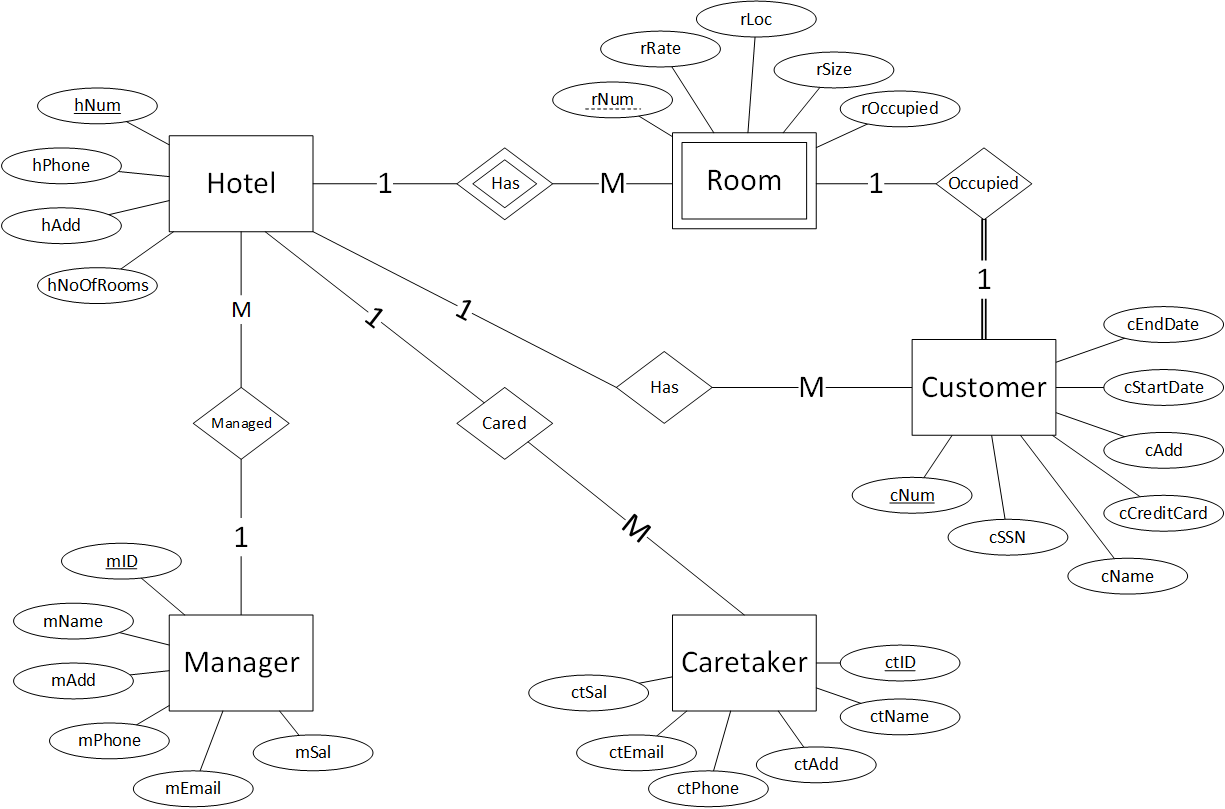 rLoc
rRate
rSize
rNum
rOccupied
hNum
hPhone
Hotel
1
Has
M
Room
1
Occupied
hAdd
hNoOfRooms
M
1
1
1
cEndDate
Has
M
Customer
cStartDate
Managed
Cared
cAdd
cNum
cCreditCard
cSSN
cName
1
M
mID
mName
Manager
mAdd
mPhone
mEmail
mSal
Caretaker
ctID
ctSal
ctName
ctEmail
ctPhone
ctAdd